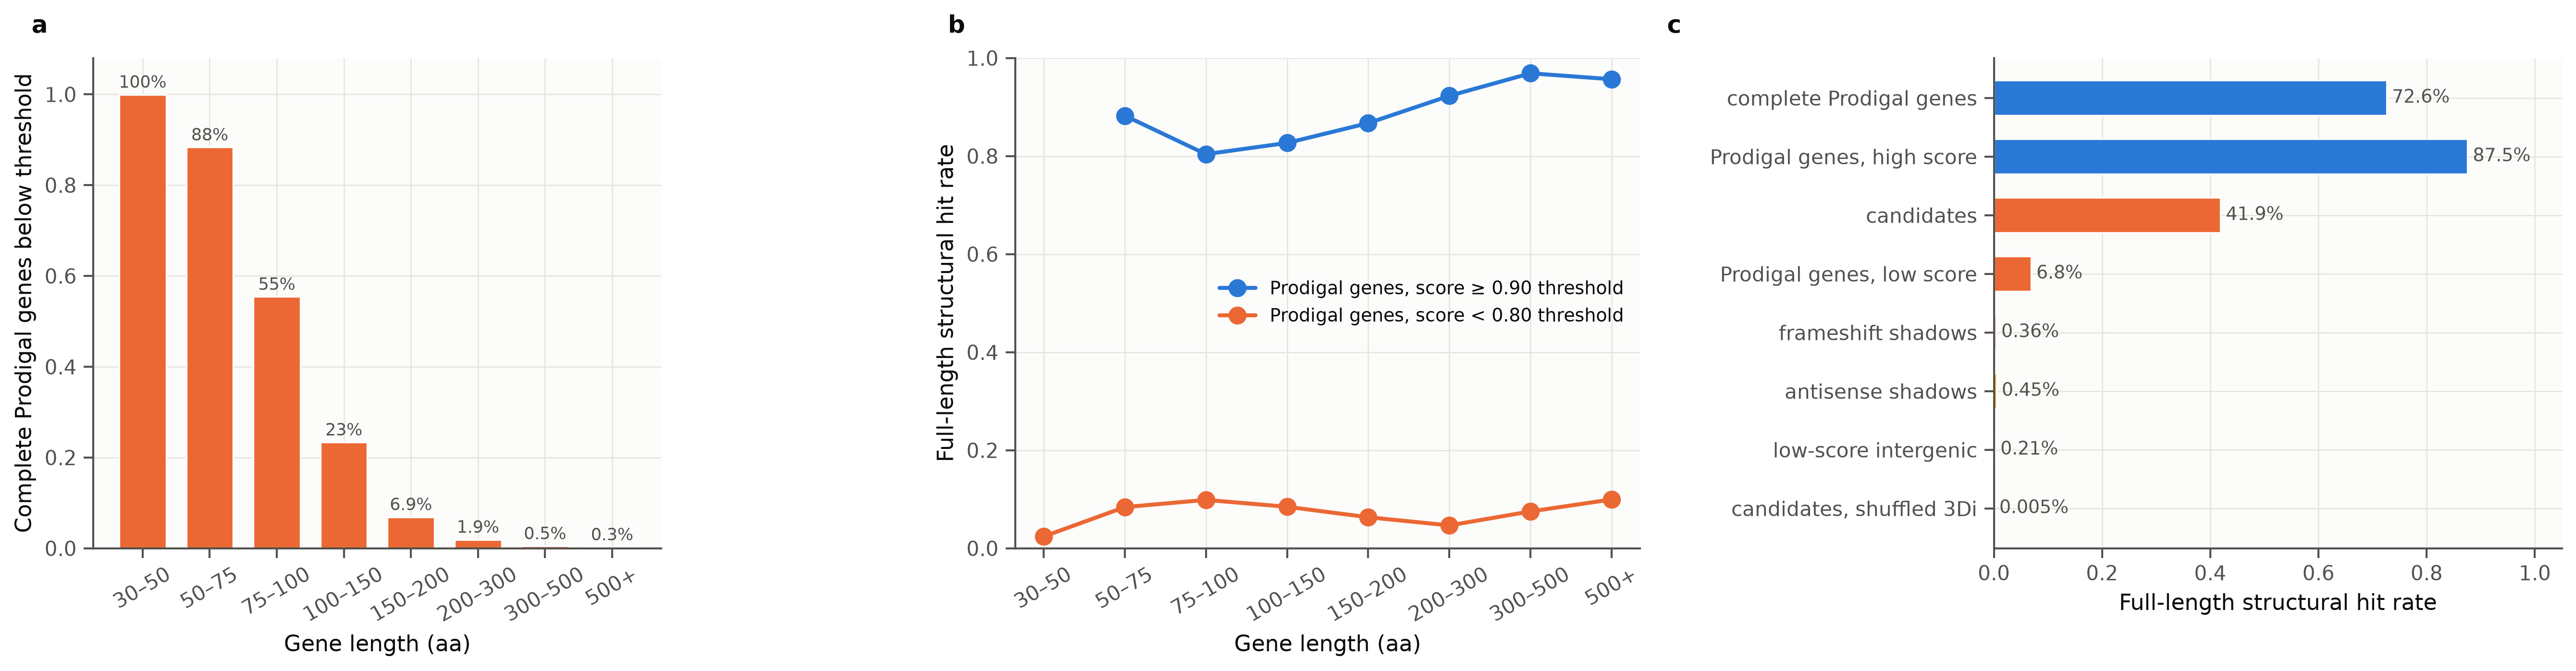 a
Complete Prodigal genes below threshold
1.0
0.8
0.6
0.4
0.2
0.0
100%
88%
55%
23%
6.9%
1.9%
0.5%
0.3%
30–50
50–75
75–100
100–150
150–200
200–300
300–500
500+
Gene length (aa)
b
Full-length structural hit rate
1.0
0.8
0.6
0.4
0.2
0.0
Prodigal genes, score ≥ 0.90 threshold
Prodigal genes, score < 0.80 threshold
30–50
50–75
75–100
100–150
150–200
200–300
300–500
500+
Gene length (aa)
c
complete Prodigal genes 72.6%
Prodigal genes, high score 87.5%
candidates 41.9%
Prodigal genes, low score 6.8%
frameshift shadows 0.36%
antisense shadows 0.45%
low-score intergenic 0.21%
candidates, shuffled 3Di 0.005%
0.0 0.2 0.4 0.6 0.8 1.0
Full-length structural hit rate